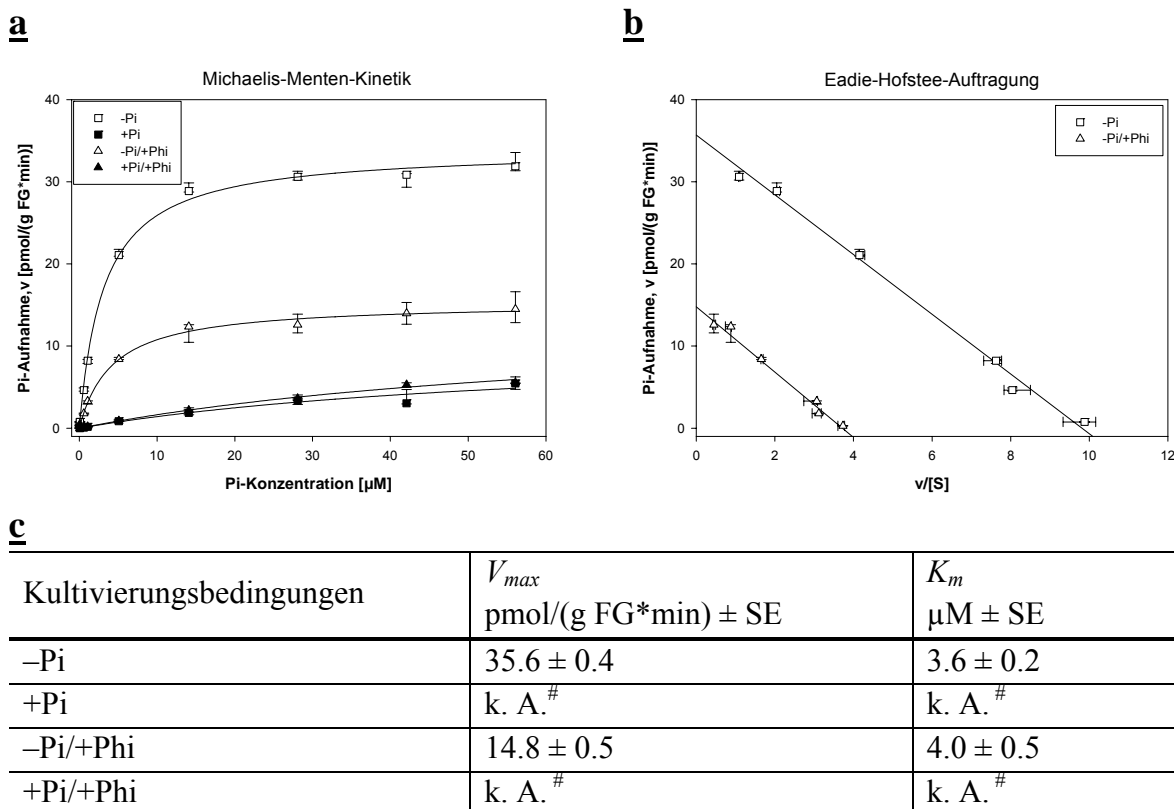 a
Michaelis-Menten-Kinetik
-Pi
+Pi
-Pi/+Phi
+Pi/+Phi
Pi-Aufnahme,v [pmol/(g FG*min)]
40
30
20
10
0
0 10 20 30 40 50 60
Pi-Konzentration [µM]
b
Eadie-Hofstee-Auftragung
-Pi
-Pi/+Phi
Pi-Aufnahme, v [pmol/(g FG*min)]
40
30
20
10
0
0 2 4 6 8 10 12
v/[S]
c
Kultivierungsbedingungen
Vmax
pmol/(g FG*min) ± SE
Km
µM ± SE
–Pi 35.6 ± 0.4 3.6 ± 0.2
+Pi k. A.# k. A.#
–Pi/+Phi 14.8 ± 0.5 4.0 ± 0.5
+Pi/+Phi k. A.# k. A.#